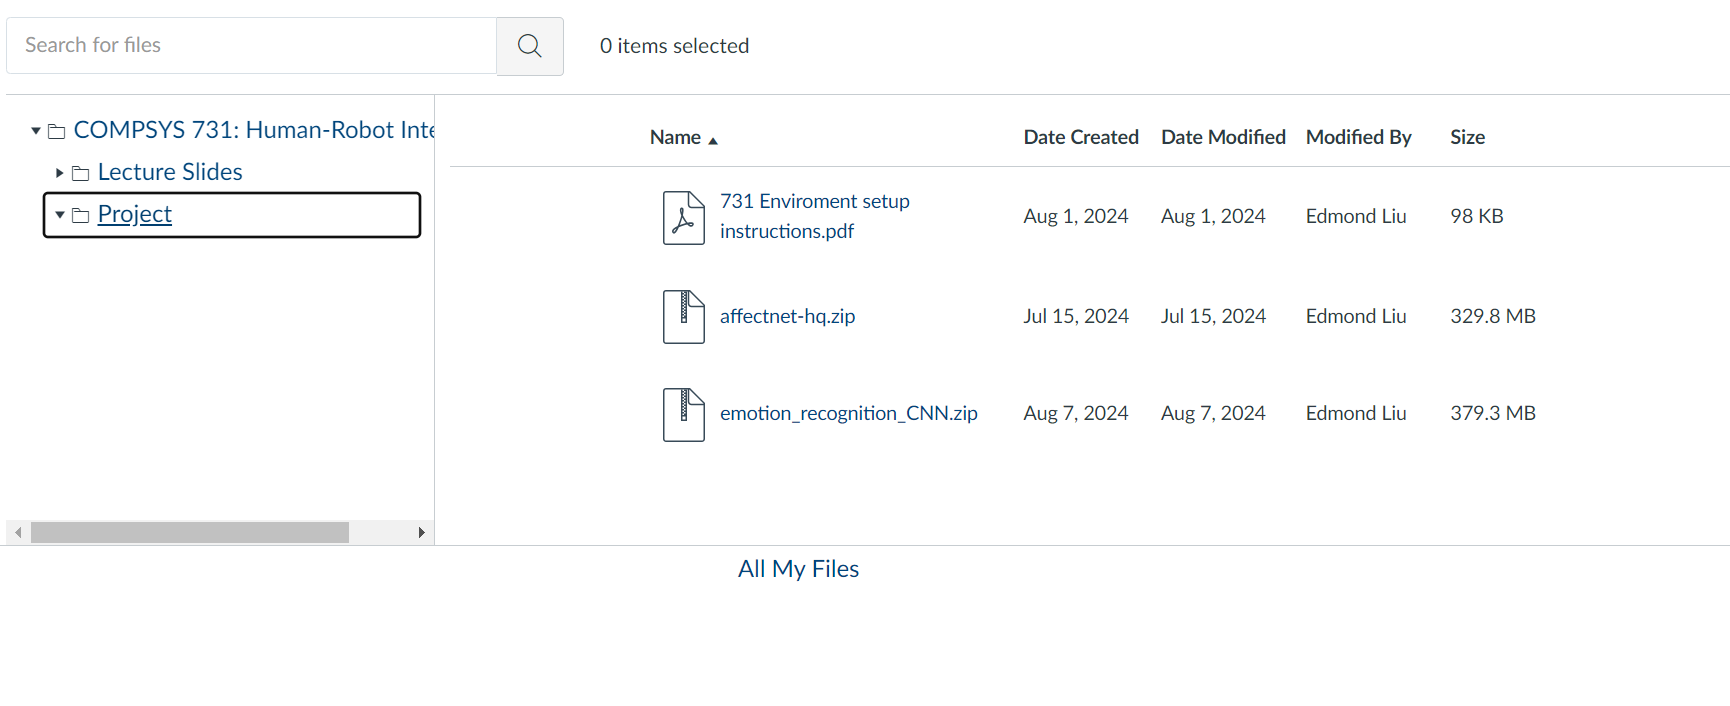 Search for files
0 items selected
COMPSYS 731: Human-Robot Inte
Lecture Slides
Project
Name Date Created Date Modified Modified By Size
731 Enviroment setup
instructions.pdf
Aug 1, 2024 Aug 1, 2024 Edmond Liu 98 KB
affectnet-hq.zip Jul 15, 2024 Jul 15, 2024 Edmond Liu 329.8 MB
emotion_recognition_CNN.zip Aug 7, 2024 Aug 7, 2024 Edmond Liu 379.3 MB
All My Files